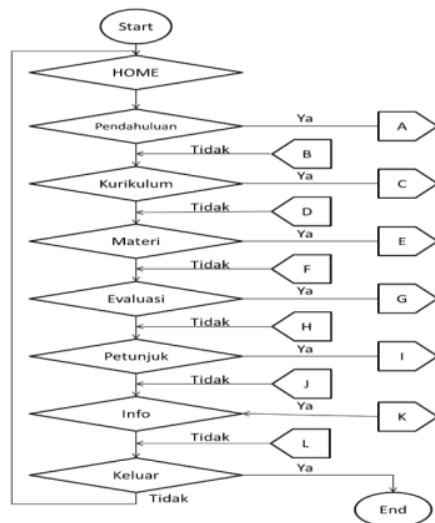 Start
HOME
Pendahuluan
Ya
A
Tidak
B
Kurikulum
Ya
C
Tidak
D
Materi
Ya
E
Tidak
F
Evaluasi
Ya
G
Tidak
H
Petunjuk
Ya
I
Tidak
J
Info
Ya
K
Tidak
L
Keluar
Ya
Tidak
End